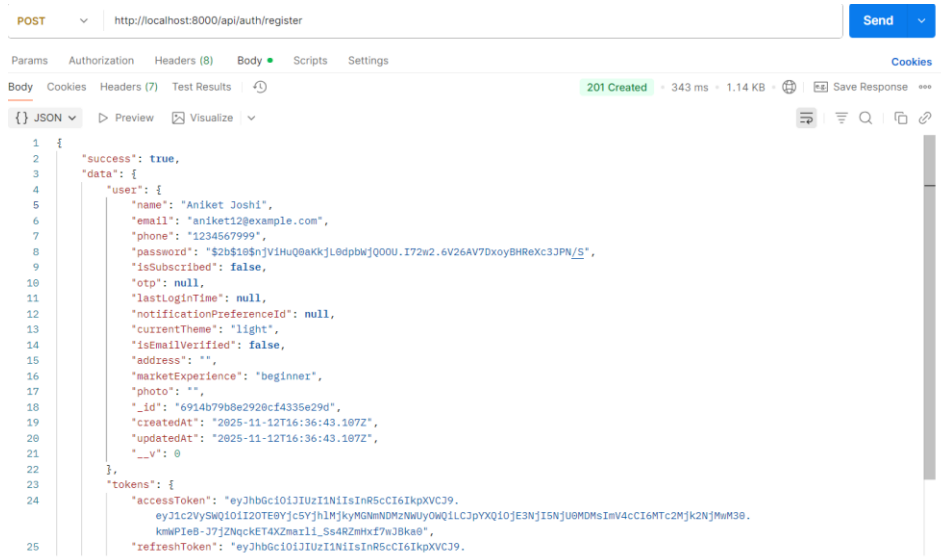 POST http://localhost:8000/api/auth/register Send
Params Authorization Headers (8) Body Scripts Settings Cookies
Body Cookies Headers (7) Test Results 201 Created 343 ms 1.14 KB Save Response
{} JSON Preview Visualize
1 {
2 "success": true,
3 "data": {
4 "user": {
5 "name": "Aniket Joshi",
6 "email": "aniket12@example.com",
7 "phone": "1234567999",
8 "password": "$2b$10$njViHuQ0aKkjL0dpbWjQOOU.I72w2.6V26AV7DxoyBHReXc3JPN/S",
9 "isSubscribed": false,
10 "otp": null,
11 "lastLoginTime": null,
12 "notificationPreferenceId": null,
13 "currentTheme": "light",
14 "isEmailVerified": false,
15 "address": "",
16 "marketExperience": "beginner",
17 "photo": "",
18 "_id": "6914b79b8e2920cf4335e29d",
19 "createdAt": "2025-11-12T16:36:43.107Z",
20 "updatedAt": "2025-11-12T16:36:43.107Z",
21 "__v": 0
22 },
23 "tokens": {
24 "accessToken": "eyJhbGciOiJIUzI1NiIsInR5cCI6IkpXVCJ9.
eyJ1c2VySWQiOiI2OTE0Yjc5YjhlMjkyMGNmNDMzNWUyOWQiLCJpYXQiOjE3NjI5NjU0MDMsImV4cCI6MTc2Mjk2NjMwM30.
kmWPIeB-J7jZNqckET4XZmarli_Ss4RZmHxf7wJBka0",
25 "refreshToken": "eyJhbGciOiJIUzI1NiIsInR5cCI6IkpXVCJ9.